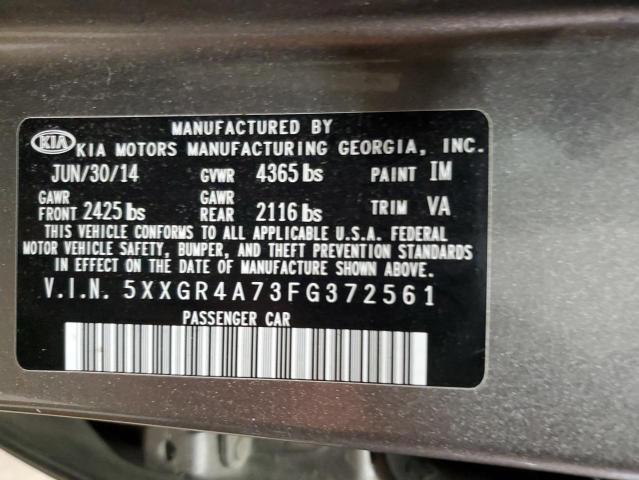 MANUFACTURED BY
KIA KIA MOTORS MANUFACTURING GEORGIA, INC.
JUN/30/14 GVWR 4365 lbs PAINT IM
GAWR FRONT 2425 lbs GAWR REAR 2116 lbs TRIM VA
THIS VEHICLE CONFORMS TO ALL APPLICABLE U.S.A. FEDERAL
MOTOR VEHICLE SAFETY, BUMPER, AND THEFT PREVENTION STANDARDS
IN EFFECT ON THE DATE OF MANUFACTURE SHOWN ABOVE.
V.I.N. 5XXGR4A73FG372561
PASSENGER CAR